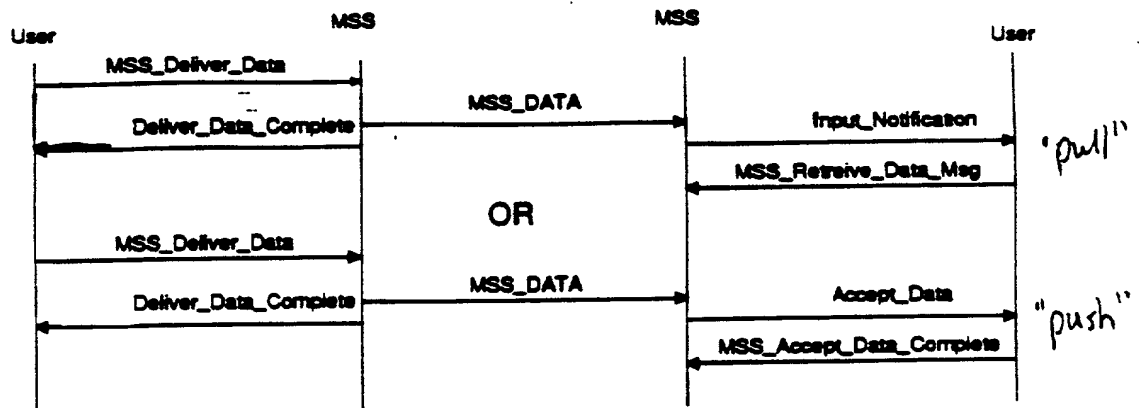 User
MSS
MSS
User
MSS_Deliver_Data
MSS_DATA
Deliver_Data_Complete
Input_Notification
"pull"
MSS_Retreive_Data_Msg
OR
MSS_Deliver_Data
MSS_DATA
Deliver_Data_Complete
Accept_Data
"push"
MSS_Accept_Data_Complete